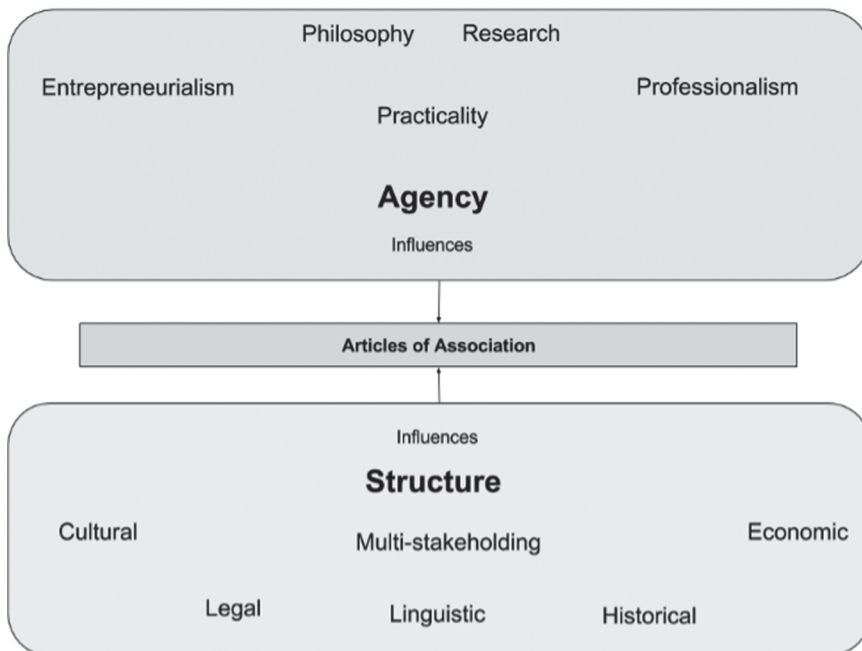 Philosophy Research
Entrepreneurialism Professionalism
Practicality
Agency
Influences
Articles of Association
Influences
Structure
Cultural Multi-stakeholding Economic
Legal Linguistic Historical